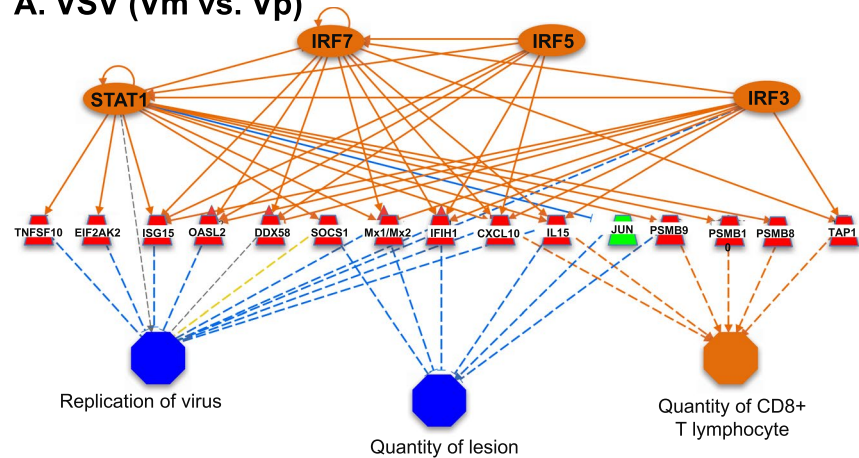 A. VSV (Vm vs. Vp)
IRF7
IRF5
STAT1
IRF3
TNFSF10
EIF2AK2
ISG15
OASL2
DDX58
SOCS1
Mx1/Mx2
IFIH1
CXCL10
IL15
JUN
PSMB9
PSMB1
0
PSMB8
TAP1
Replication of virus
Quantity of lesion
Quantity of CD8+
T lymphocyte